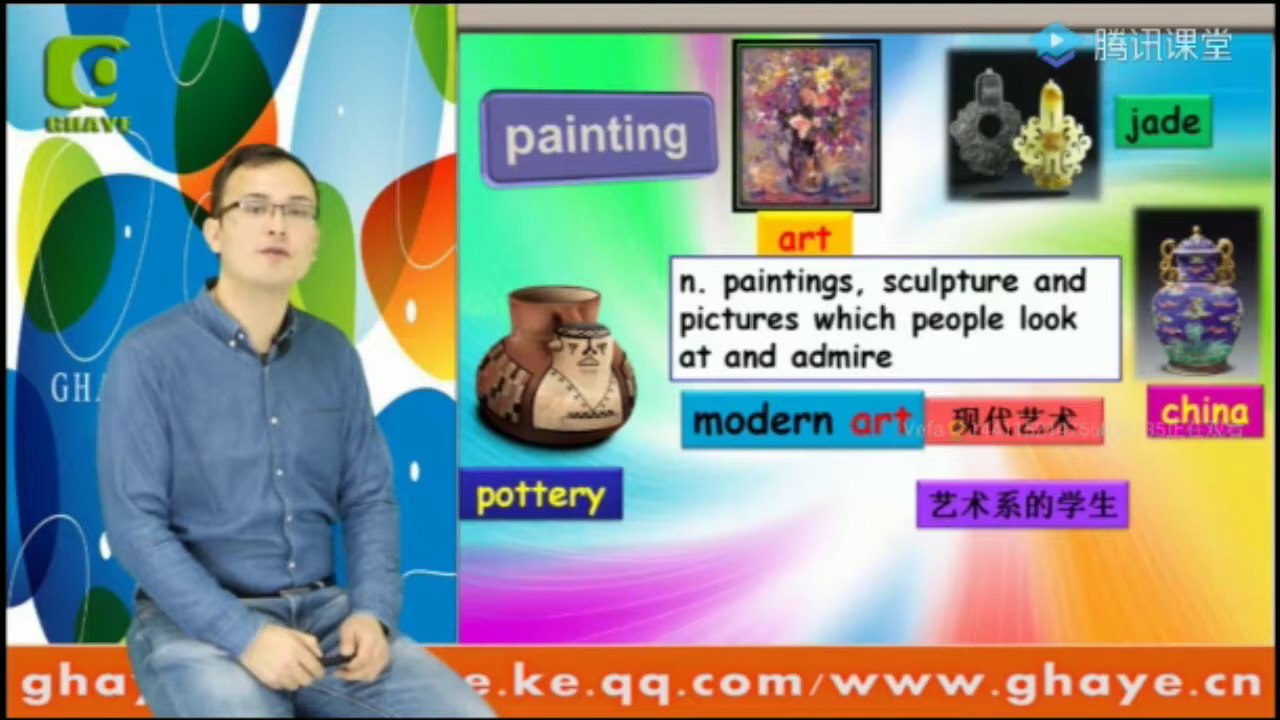 GHAYE
腾讯课堂
painting
jade
art
n. paintings, sculpture and
pictures which people look
at and admire
GHA
modern art
现代艺术
china
pottery
艺术系的学生
ghay
e.ke.qq.com/www.ghaye.cn